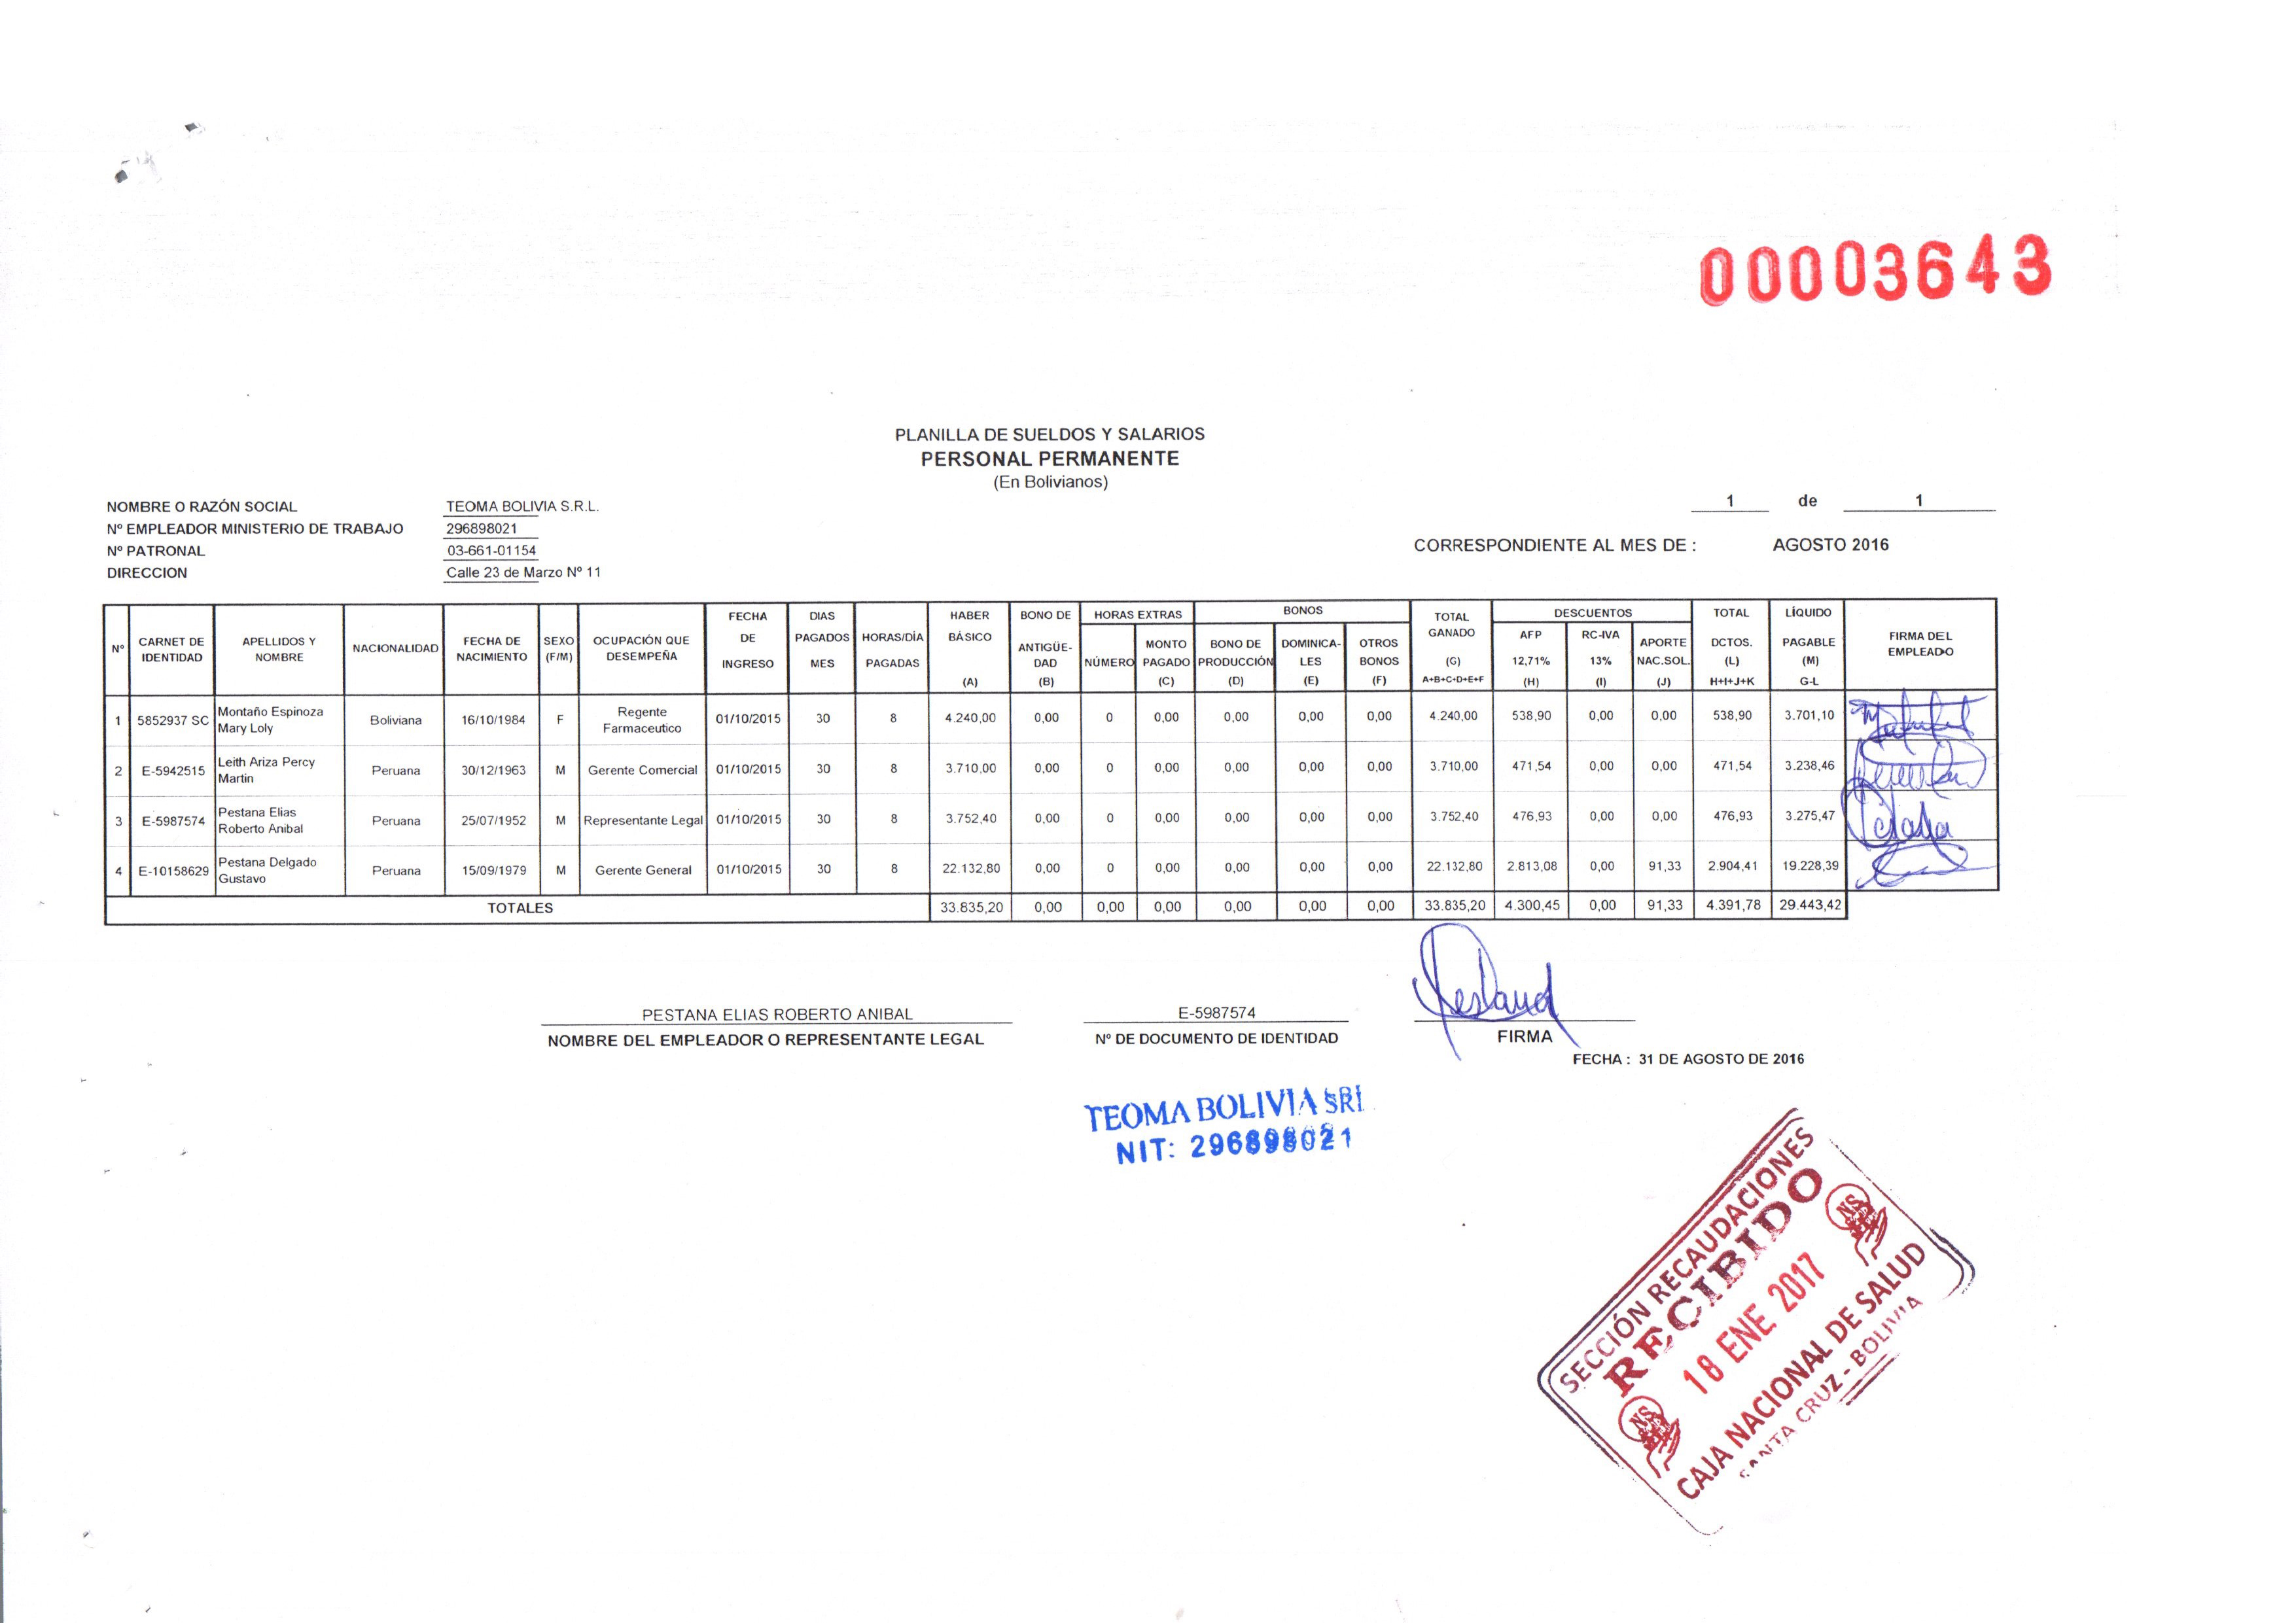 00003643
PLANILLA DE SUELDOS Y SALARIOS
PERSONAL PERMANENTE
(En Bolivianos)
NOMBRE O RAZÓN SOCIAL TEOMA BOLIVIA S.R.L.
Nº EMPLEADOR MINISTERIO DE TRABAJO 296898021
Nº PATRONAL 03-661-01154
DIRECCION Calle 23 de Marzo Nº 11
1 de 1
CORRESPONDIENTE AL MES DE : AGOSTO 2016
Nº CARNET DE IDENTIDAD APELLIDOS Y NOMBRE NACIONALIDAD FECHA DE NACIMIENTO SEXO (F/M) OCUPACIÓN QUE DESEMPEÑA FECHA DE INGRESO DIAS PAGADOS MES HORAS/DÍA PAGADAS HABER BÁSICO (A) BONO DE ANTIGÜE-DAD (B) HORAS EXTRAS NÚMERO MONTO PAGADO (C) BONOS BONO DE PRODUCCIÓN (D) DOMINICA-LES (E) OTROS BONOS (F) TOTAL GANADO (G) A+B+C+D+E+F DESCUENTOS AFP 12,71% (H) RC-IVA 13% (I) APORTE NAC.SOL. (J) TOTAL DCTOS. (L) H+I+J+K LÍQUIDO PAGABLE (M) G-L FIRMA DEL EMPLEADO
1 5852937 SC Montaño Espinoza Mary Loly Boliviana 16/10/1984 F Regente Farmaceutico 01/10/2015 30 8 4.240,00 0,00 0 0,00 0,00 0,00 0,00 4.240,00 538,90 0,00 0,00 538,90 3.701,10
2 E-5942515 Leith Ariza Percy Martin Peruana 30/12/1963 M Gerente Comercial 01/10/2015 30 8 3.710,00 0,00 0 0,00 0,00 0,00 0,00 3.710,00 471,54 0,00 0,00 471,54 3.238,46
3 E-5987574 Pestana Elias Roberto Anibal Peruana 25/07/1952 M Representante Legal 01/10/2015 30 8 3.752,40 0,00 0 0,00 0,00 0,00 0,00 3.752,40 476,93 0,00 0,00 476,93 3.275,47
4 E-10158629 Pestana Delgado Gustavo Peruana 15/09/1979 M Gerente General 01/10/2015 30 8 22.132,80 0,00 0 0,00 0,00 0,00 0,00 22.132,80 2.813,08 0,00 91,33 2.904,41 19.228,39
TOTALES 33.835,20 0,00 0,00 0,00 0,00 0,00 0,00 33.835,20 4.300,45 0,00 91,33 4.391,78 29.443,42
PESTANA ELIAS ROBERTO ANIBAL E-5987574
NOMBRE DEL EMPLEADOR O REPRESENTANTE LEGAL Nº DE DOCUMENTO DE IDENTIDAD FIRMA
FECHA : 31 DE AGOSTO DE 2016
TEOMA BOLIVIA SRL
NIT: 296898021
SECCIÓN RECAUDACIONES
RECIBIDO
18 ENE 2017
CAJA NACIONAL DE SALUD
SANTA CRUZ - BOLIVIA